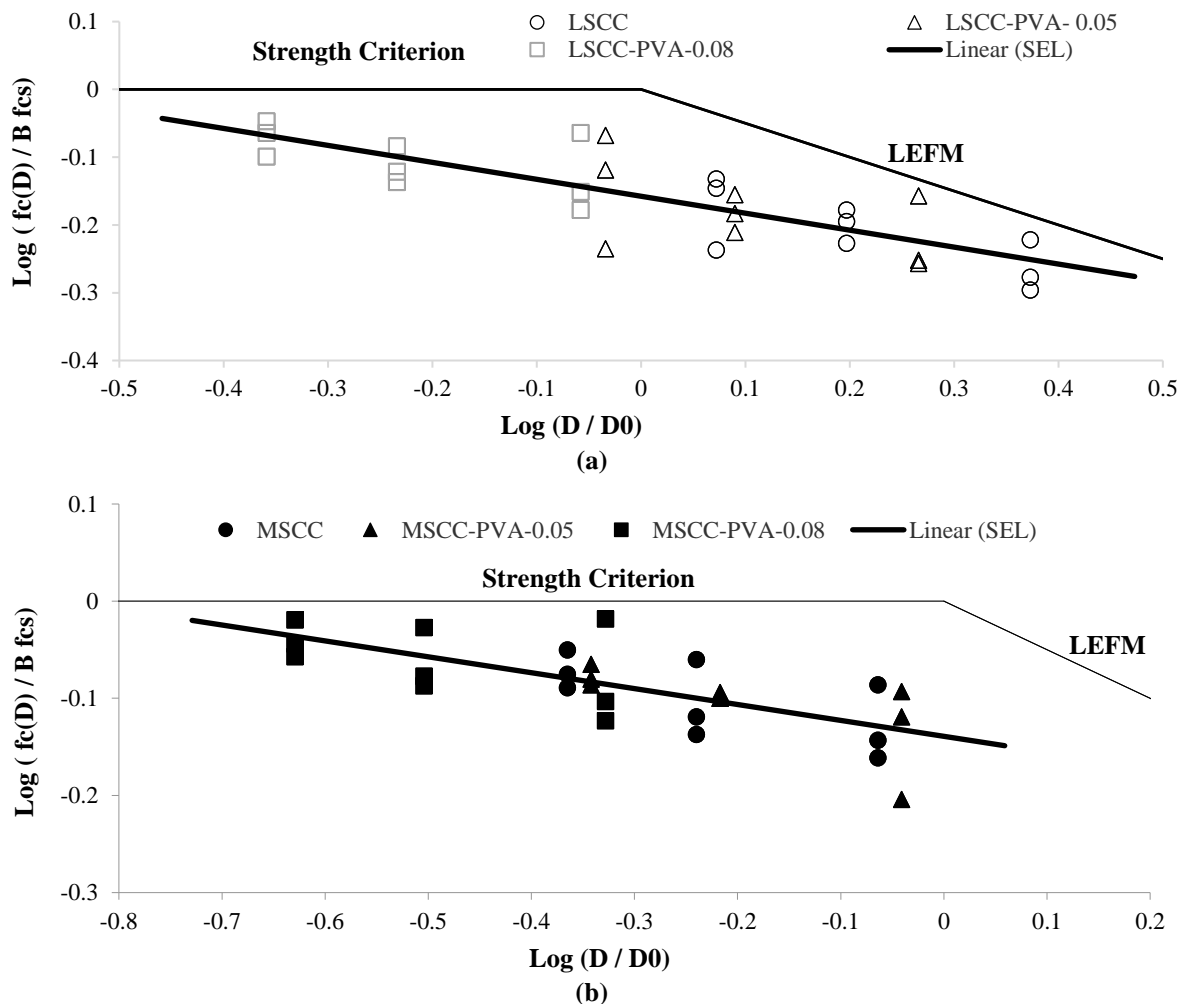 0.1
LSCC
LSCC-PVA- 0.05
LSCC-PVA-0.08
Linear (SEL)
Strength Criterion
0
-0.1
LEFM
-0.2
-0.3
-0.4
Log ( fc(D) / B fcs)
-0.5 -0.4 -0.3 -0.2 -0.1 0 0.1 0.2 0.3 0.4 0.5
Log (D / D0)
(a)
0.1
MSCC MSCC-PVA-0.05 MSCC-PVA-0.08 Linear (SEL)
Strength Criterion
0
LEFM
-0.1
-0.2
-0.3
Log ( fc(D) / B fcs)
-0.8 -0.7 -0.6 -0.5 -0.4 -0.3 -0.2 -0.1 0 0.1 0.2
Log (D / D0)
(b)